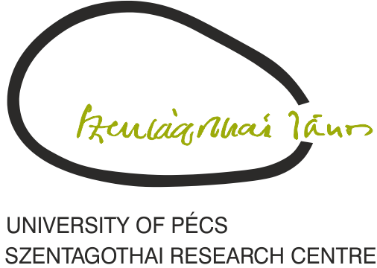 Szentágothai János
UNIVERSITY OF PÉCS
SZENTAGOTHAI RESEARCH CENTRE